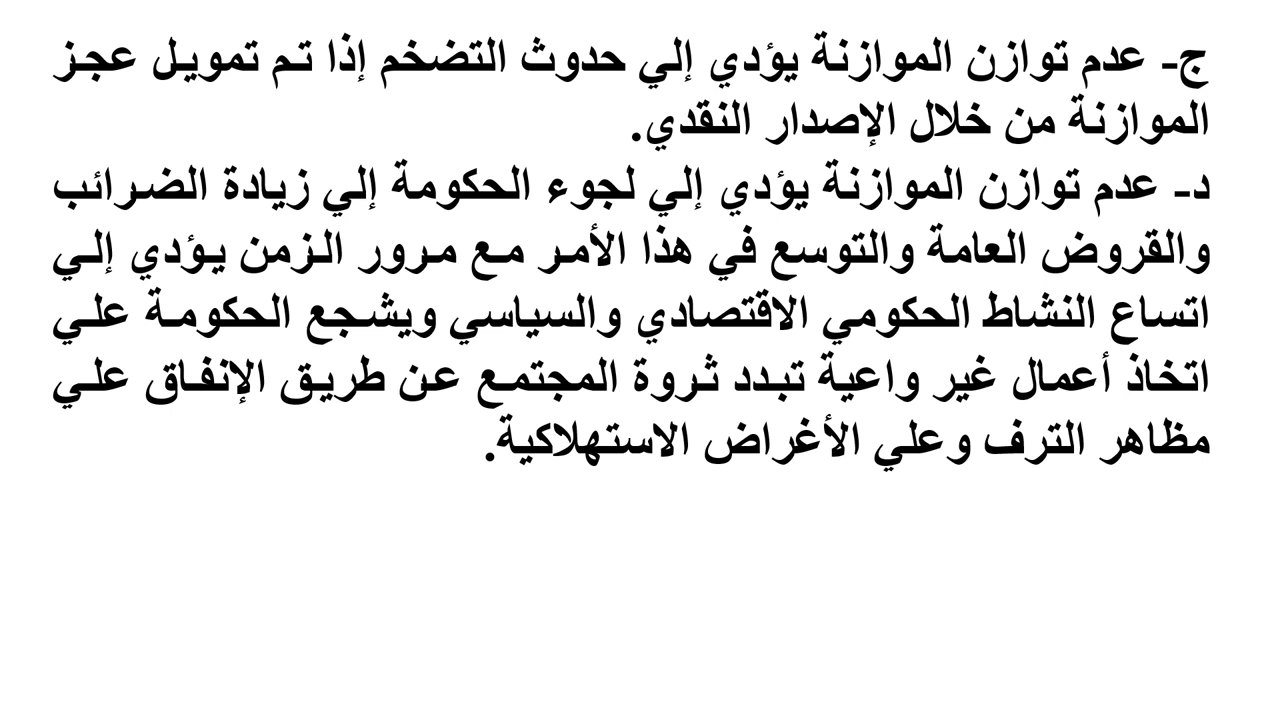 ج- عدم توازن الموازنة يؤدي إلي حدوث التضخم إذا تم تمويل عجز
الموازنة من خلال الإصدار النقدي.
د- عدم توازن الموازنة يؤدي إلي لجوء الحكومة إلي زيادة الضرائب
والقروض العامة والتوسع في هذا الأمر مع مرور الزمن يؤدي إلي
اتساع النشاط الحكومي الاقتصادي والسياسي ويشجع الحكومة علي
اتخاذ أعمال غير واعية تبدد ثروة المجتمع عن طريق الإنفاق علي
مظاهر الترف وعلي الأغراض الاستهلاكية.